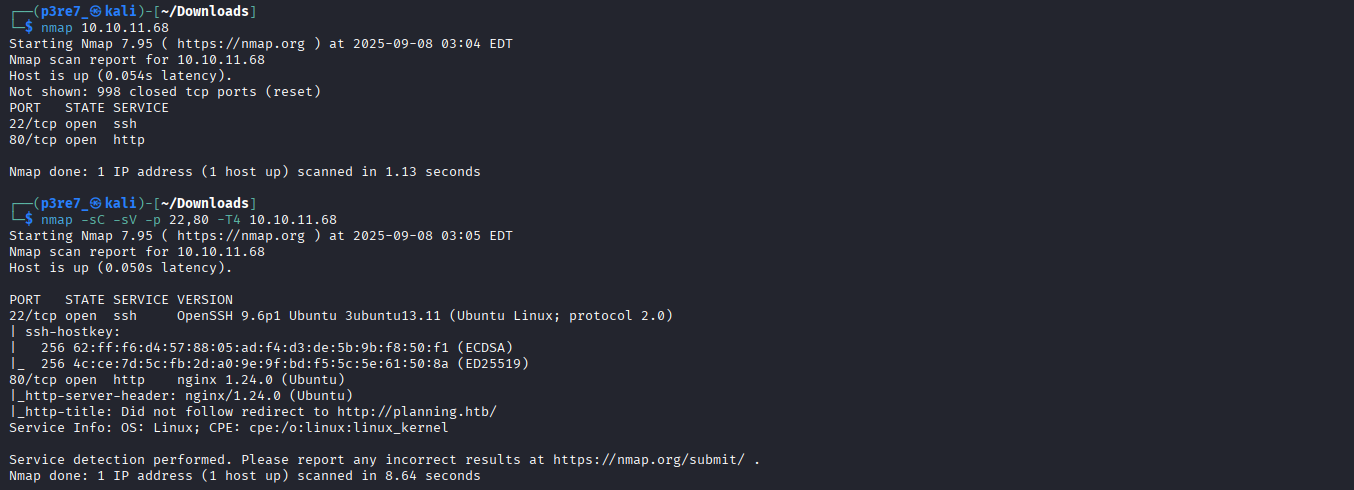 ┌──(p3re7_㉿kali)-[~/Downloads]
└─$ nmap 10.10.11.68
Starting Nmap 7.95 ( https://nmap.org ) at 2025-09-08 03:04 EDT
Nmap scan report for 10.10.11.68
Host is up (0.054s latency).
Not shown: 998 closed tcp ports (reset)
PORT   STATE SERVICE
22/tcp open  ssh
80/tcp open  http

Nmap done: 1 IP address (1 host up) scanned in 1.13 seconds

┌──(p3re7_㉿kali)-[~/Downloads]
└─$ nmap -sC -sV -p 22,80 -T4 10.10.11.68
Starting Nmap 7.95 ( https://nmap.org ) at 2025-09-08 03:05 EDT
Nmap scan report for 10.10.11.68
Host is up (0.050s latency).

PORT   STATE SERVICE VERSION
22/tcp open  ssh     OpenSSH 9.6p1 Ubuntu 3ubuntu13.11 (Ubuntu Linux; protocol 2.0)
| ssh-hostkey:
|   256 62:ff:f6:d4:57:88:05:ad:f4:d3:de:5b:9b:f8:50:f1 (ECDSA)
|_  256 4c:ce:7d:5c:fb:2d:a0:9e:9f:bd:f5:5c:5e:61:50:8a (ED25519)
80/tcp open  http    nginx 1.24.0 (Ubuntu)
|_http-server-header: nginx/1.24.0 (Ubuntu)
|_http-title: Did not follow redirect to http://planning.htb/
Service Info: OS: Linux; CPE: cpe:/o:linux:linux_kernel

Service detection performed. Please report any incorrect results at https://nmap.org/submit/ .
Nmap done: 1 IP address (1 host up) scanned in 8.64 seconds